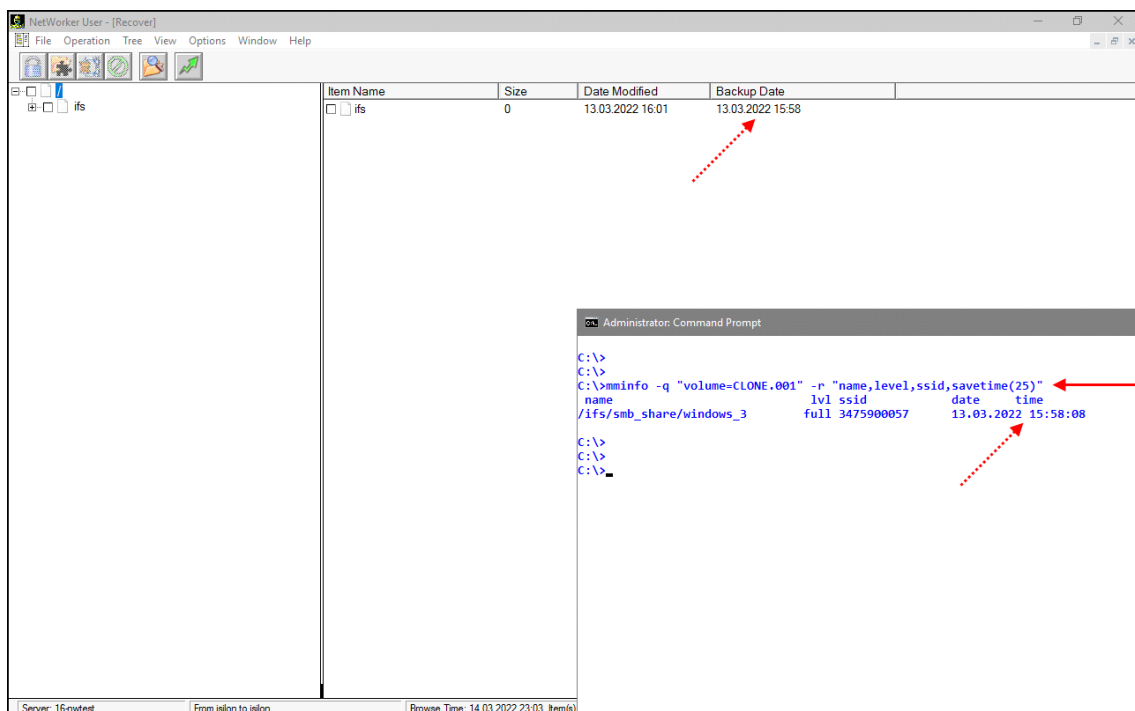 NetWorker User - [Recover]
File Operation Tree View Options Window Help
/
ifs
Item Name Size Date Modified Backup Date
ifs 0 13.03.2022 16:01 13.03.2022 15:58
Administrator: Command Prompt
C:\>
C:\>
C:\>mminfo -q "volume=CLONE.001" -r "name,level,ssid,savetime(25)"
name lvl ssid date time
/ifs/smb_share/windows_3 full 3475900057 13.03.2022 15:58:08
C:\>
C:\>
C:\>
Server: 16-nwtest From isilon to isilon Browse Time: 14.03.2022 23:03 Item(s)